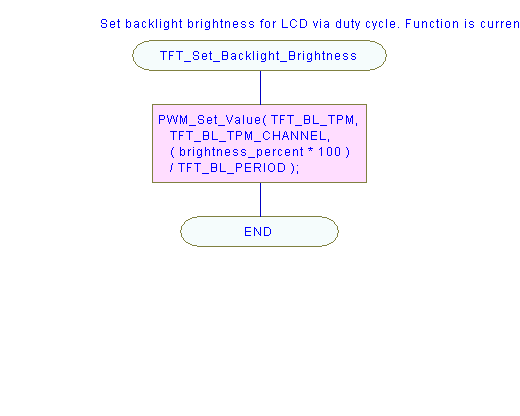 Set backlight brightness for LCD via duty cycle. Function is curren
TFT_Set_Backlight_Brightness
PWM_Set_Value( TFT_BL_TPM,
TFT_BL_TPM_CHANNEL,
( brightness_percent * 100 )
/ TFT_BL_PERIOD );
END